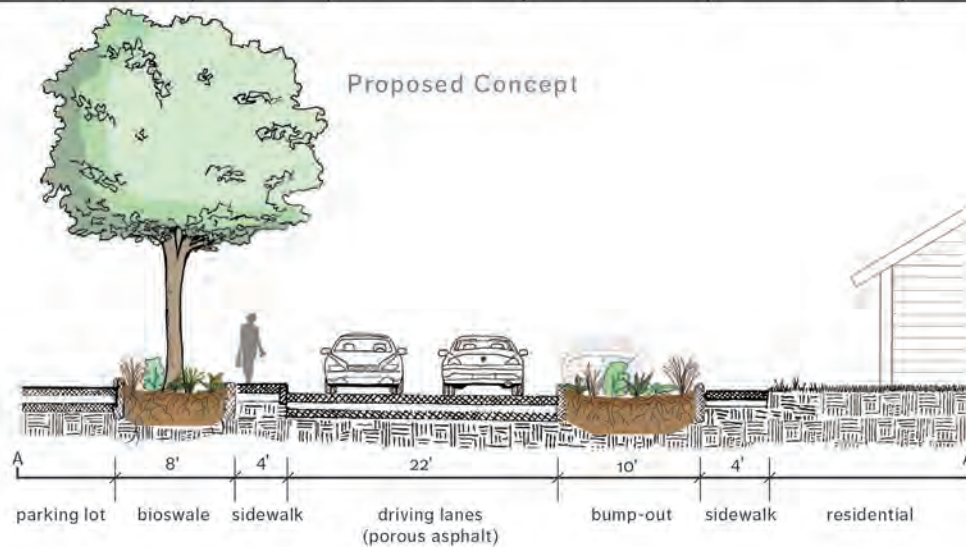 Proposed Concept
A
8'
4'
22'
10'
4'
A
parking lot
bioswale
sidewalk
driving lanes
(porous asphalt)
bump-out
sidewalk
residential